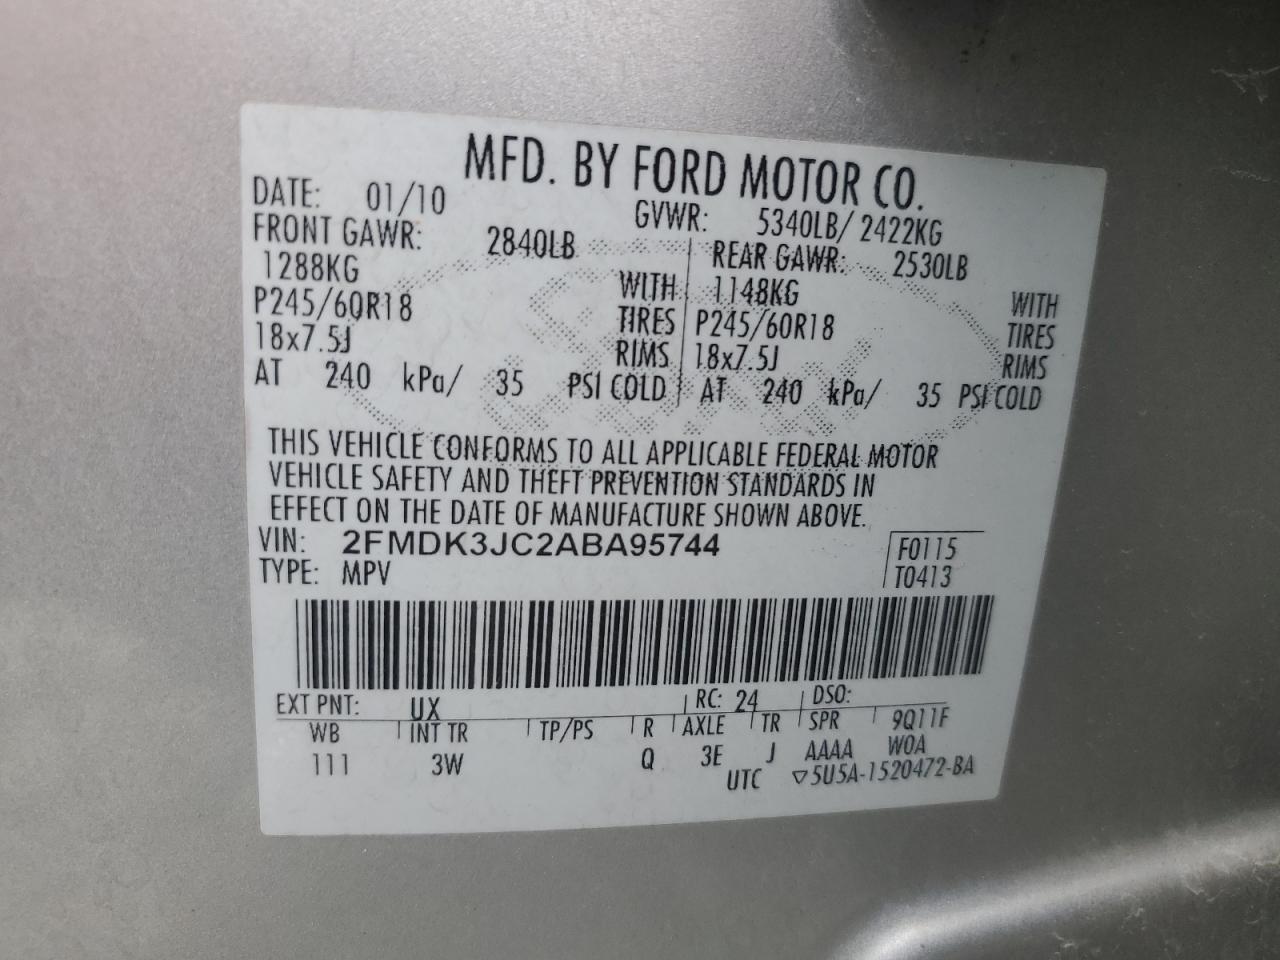 MFD. BY FORD MOTOR CO.
DATE: 01/10 GVWR: 5340LB/ 2422KG
FRONT GAWR: 2840LB REAR GAWR: 2530LB
1288KG WITH 1148KG WITH
P245/60R18 TIRES P245/60R18 TIRES
18x7.5J RIMS 18x7.5J RIMS
AT 240 kPa/ 35 PSI COLD AT 240 kPa/ 35 PSI COLD
THIS VEHICLE CONFORMS TO ALL APPLICABLE FEDERAL MOTOR
VEHICLE SAFETY AND THEFT PREVENTION STANDARDS IN
EFFECT ON THE DATE OF MANUFACTURE SHOWN ABOVE.
VIN: 2FMDK3JC2ABA95744 F0115
TYPE: MPV T0413
EXT PNT: UX RC: 24 DSO:
WB INT TR TP/PS R AXLE TR SPR 9Q11F
111 3W Q 3E J AAAA WOA
UTC ▽5U5A-1520472-BA